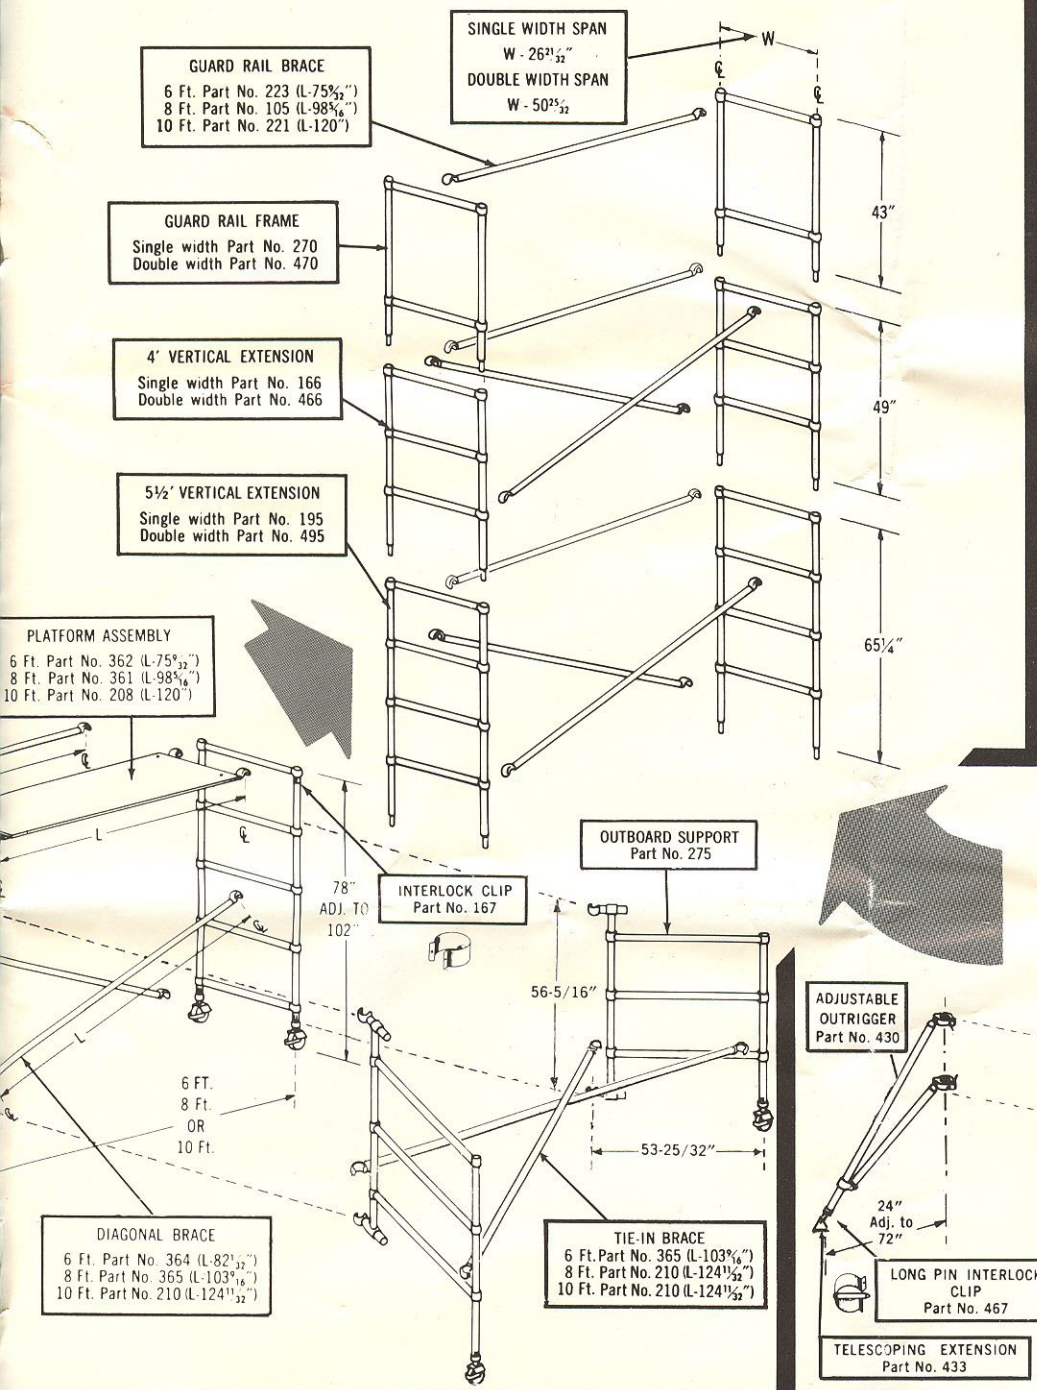 SINGLE WIDTH SPAN
W - 26²¹⁄₃₂"
DOUBLE WIDTH SPAN
W - 50²⁵⁄₃₂
W
℄
℄
GUARD RAIL BRACE
6 Ft. Part No. 223 (L-75⁹⁄₃₂")
8 Ft. Part No. 105 (L-98⁵⁄₁₆")
10 Ft. Part No. 221 (L-120")
43"
GUARD RAIL FRAME
Single width Part No. 270
Double width Part No. 470
4' VERTICAL EXTENSION
Single width Part No. 166
Double width Part No. 466
49"
5½' VERTICAL EXTENSION
Single width Part No. 195
Double width Part No. 495
65¼"
PLATFORM ASSEMBLY
6 Ft. Part No. 362 (L-75⁹⁄₃₂")
8 Ft. Part No. 361 (L-98⁵⁄₁₆")
10 Ft. Part No. 208 (L-120")
℄
L
℄
78"
ADJ. TO
102"
INTERLOCK CLIP
Part No. 167
OUTBOARD SUPPORT
Part No. 275
℄
L
℄
56-5/16"
6 FT.
8 Ft.
OR
10 Ft.
53-25/32"
ADJUSTABLE
OUTRIGGER
Part No. 430
24"
Adj. to
72"
DIAGONAL BRACE
6 Ft. Part No. 364 (L-82¹⁄₃₂")
8 Ft. Part No. 365 (L-103⁹⁄₁₆")
10 Ft. Part No. 210 (L-124¹¹⁄₃₂")
TIE-IN BRACE
6 Ft. Part No. 365 (L-103⁹⁄₁₆")
8 Ft. Part No. 210 (L-124¹¹⁄₃₂")
10 Ft. Part No. 210 (L-124¹¹⁄₃₂")
LONG PIN INTERLOCK
CLIP
Part No. 467
TELESCOPING EXTENSION
Part No. 433